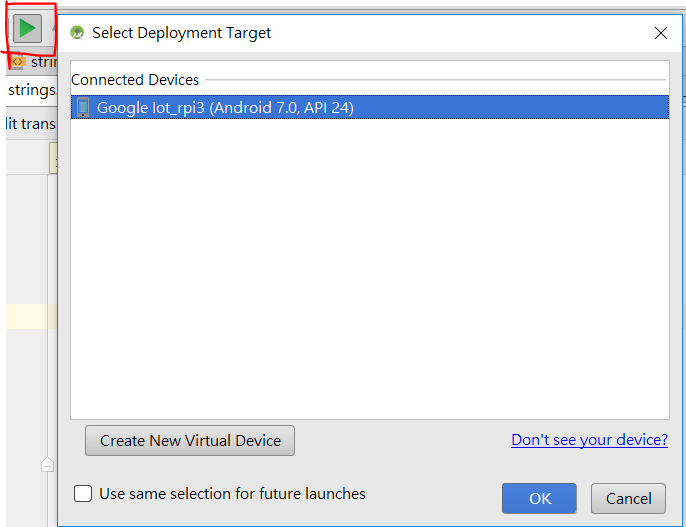 Select Deployment Target
strin
strings.
lit trans
Connected Devices
Google Iot_rpi3 (Android 7.0, API 24)
Create New Virtual Device
Don't see your device?
Use same selection for future launches
OK
Cancel